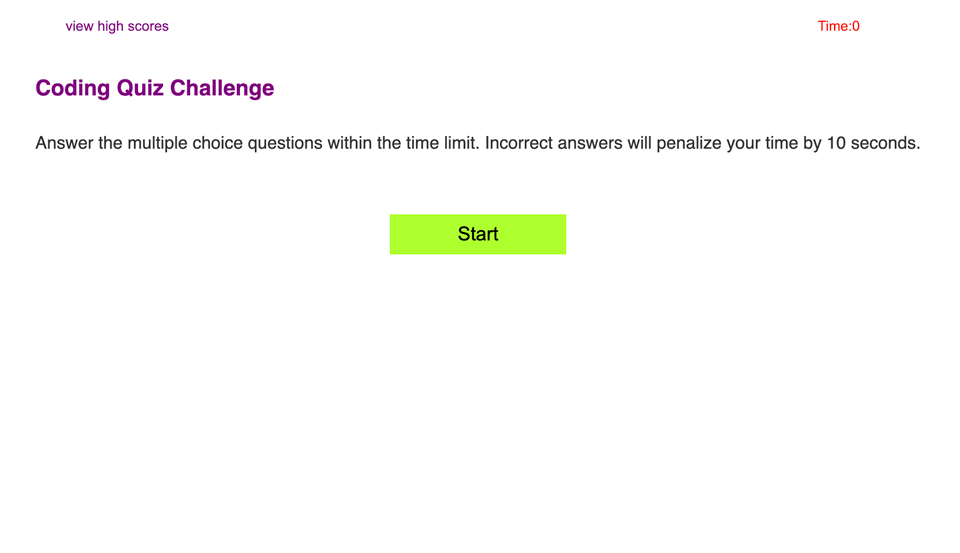 view high scores
Time:0
Coding Quiz Challenge
Answer the multiple choice questions within the time limit. Incorrect answers will penalize your time by 10 seconds.
Start